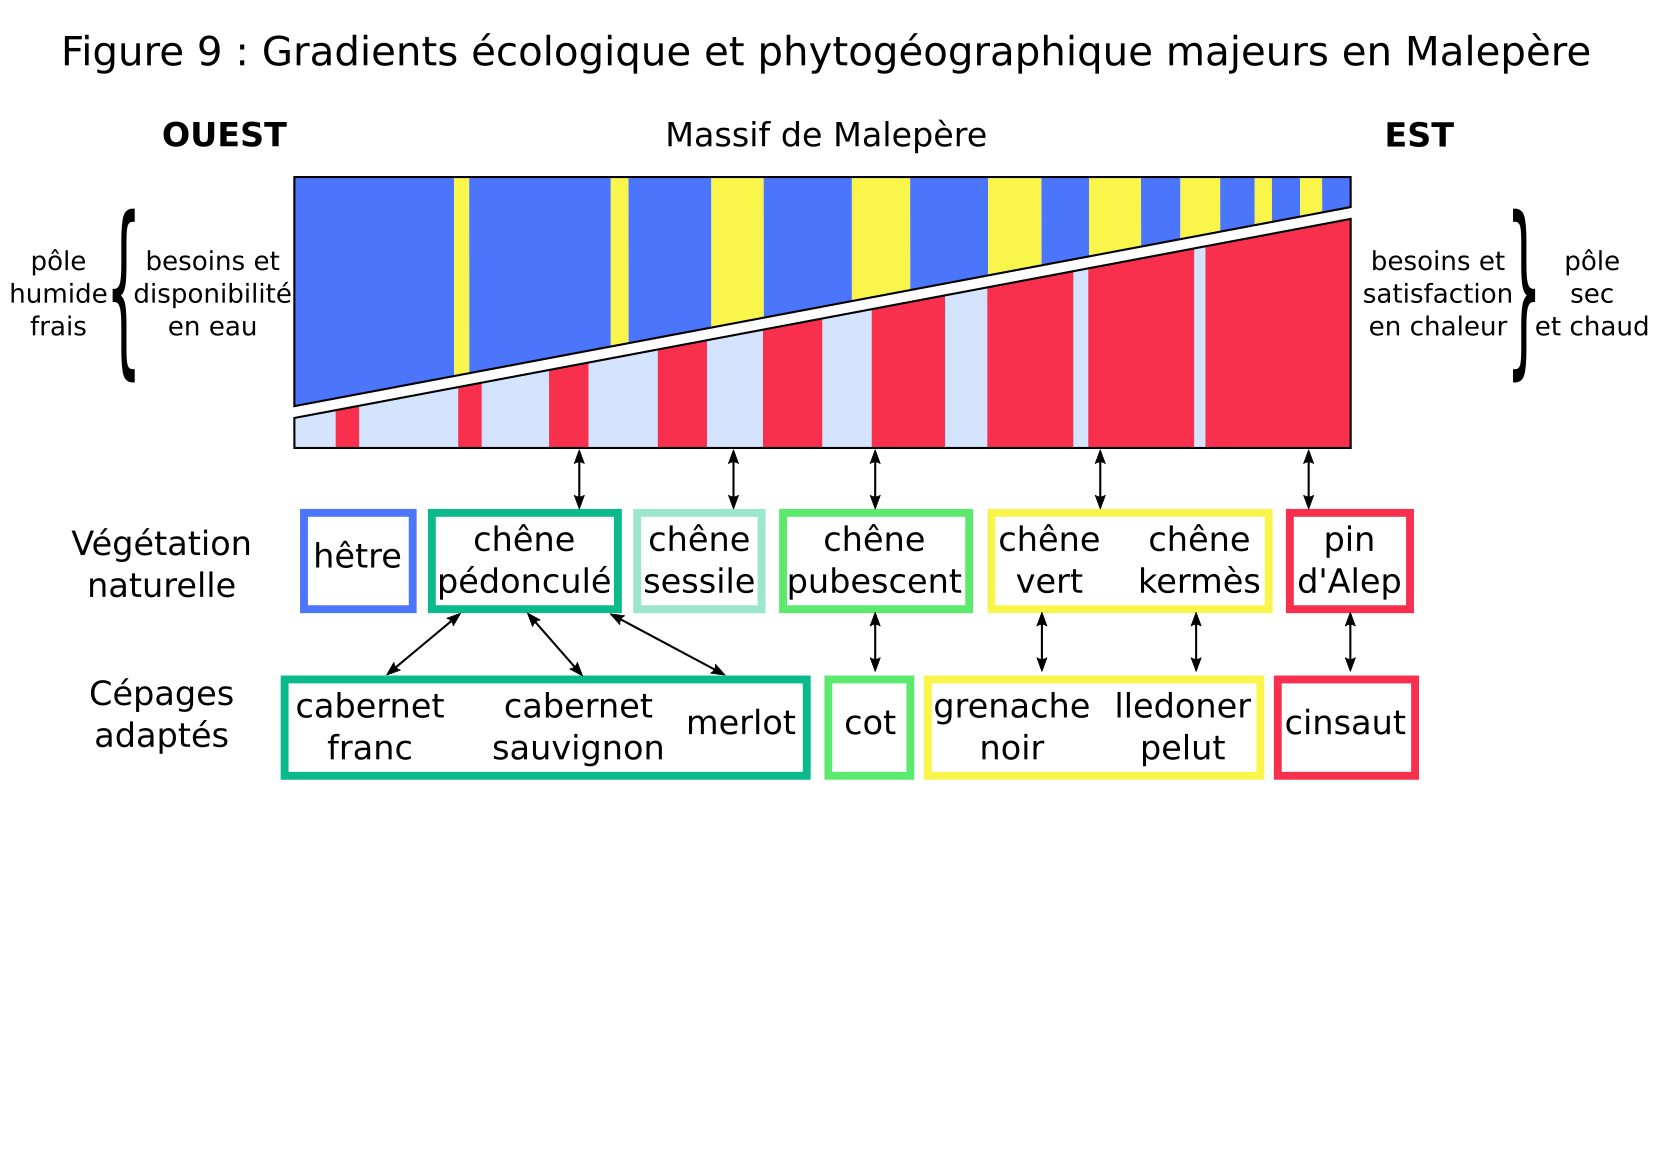 Figure 9 : Gradients écologique et phytogéographique majeurs en Malepère
OUEST
Massif de Malepère
EST
pôle
humide
frais
besoins et
disponibilité
en eau
besoins et
satisfaction
en chaleur
pôle
sec
et chaud
Végétation
naturelle
hêtre
chêne
pédonculé
chêne
sessile
chêne
pubescent
chêne
vert
chêne
kermès
pin
d'Alep
Cépages
adaptés
cabernet
franc
cabernet
sauvignon
merlot
cot
grenache
noir
lledoner
pelut
cinsaut